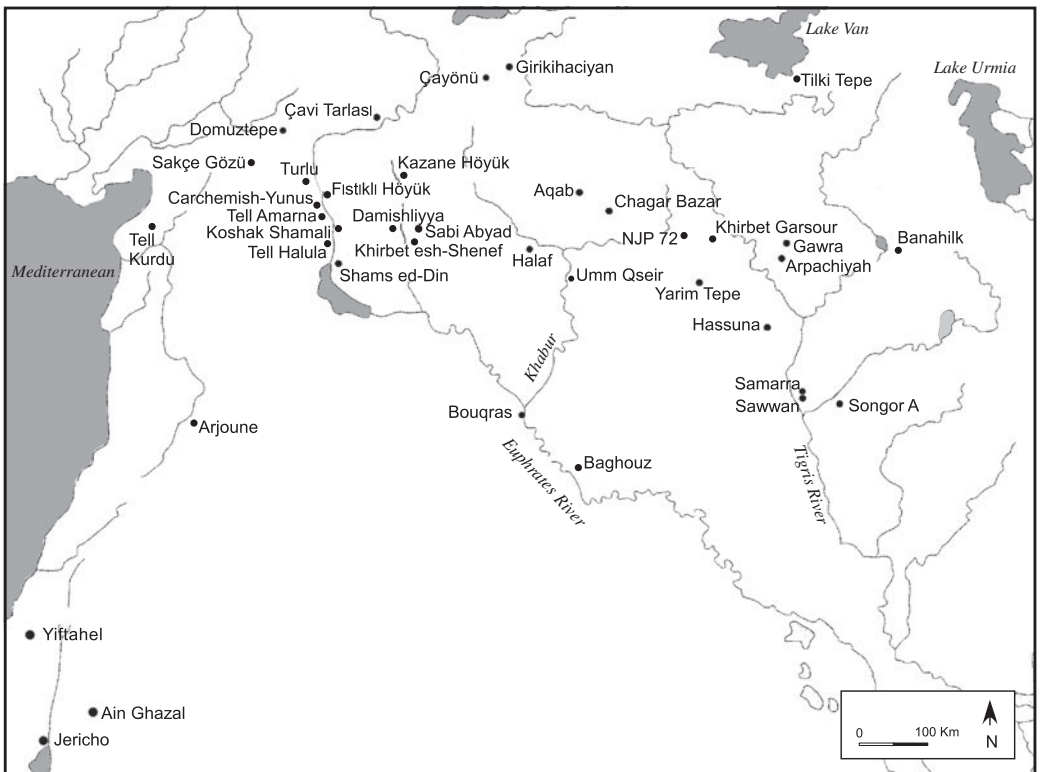 Lake Van
Girikihaciyan
Lake Urmia
Çayönü
Tilki Tepe
Çavi Tarlası
Domuztepe
Sakçe Gözü
Kazane Höyük
Turlu
Fıstıklı Höyük
Aqab
Carchemish-Yunus
Chagar Bazar
Tell Amarna
Damishliyya
Koshak Shamali
Sabi Abyad
Khirbet Garsour
NJP 72
Banahilk
Tell
Kurdu
Tell Halula
Khirbet esh-Shenef
Gawra
Halaf
Arpachiyah
Mediterranean
Shams ed-Din
Umm Qseir
Yarim Tepe
Hassuna
Khabur
Samarra
Sawwan
Songor A
Bouqras
Arjoune
Baghouz
Euphrates River
Tigris River
Yiftahel
Ain Ghazal
Jericho
0 100 Km
N